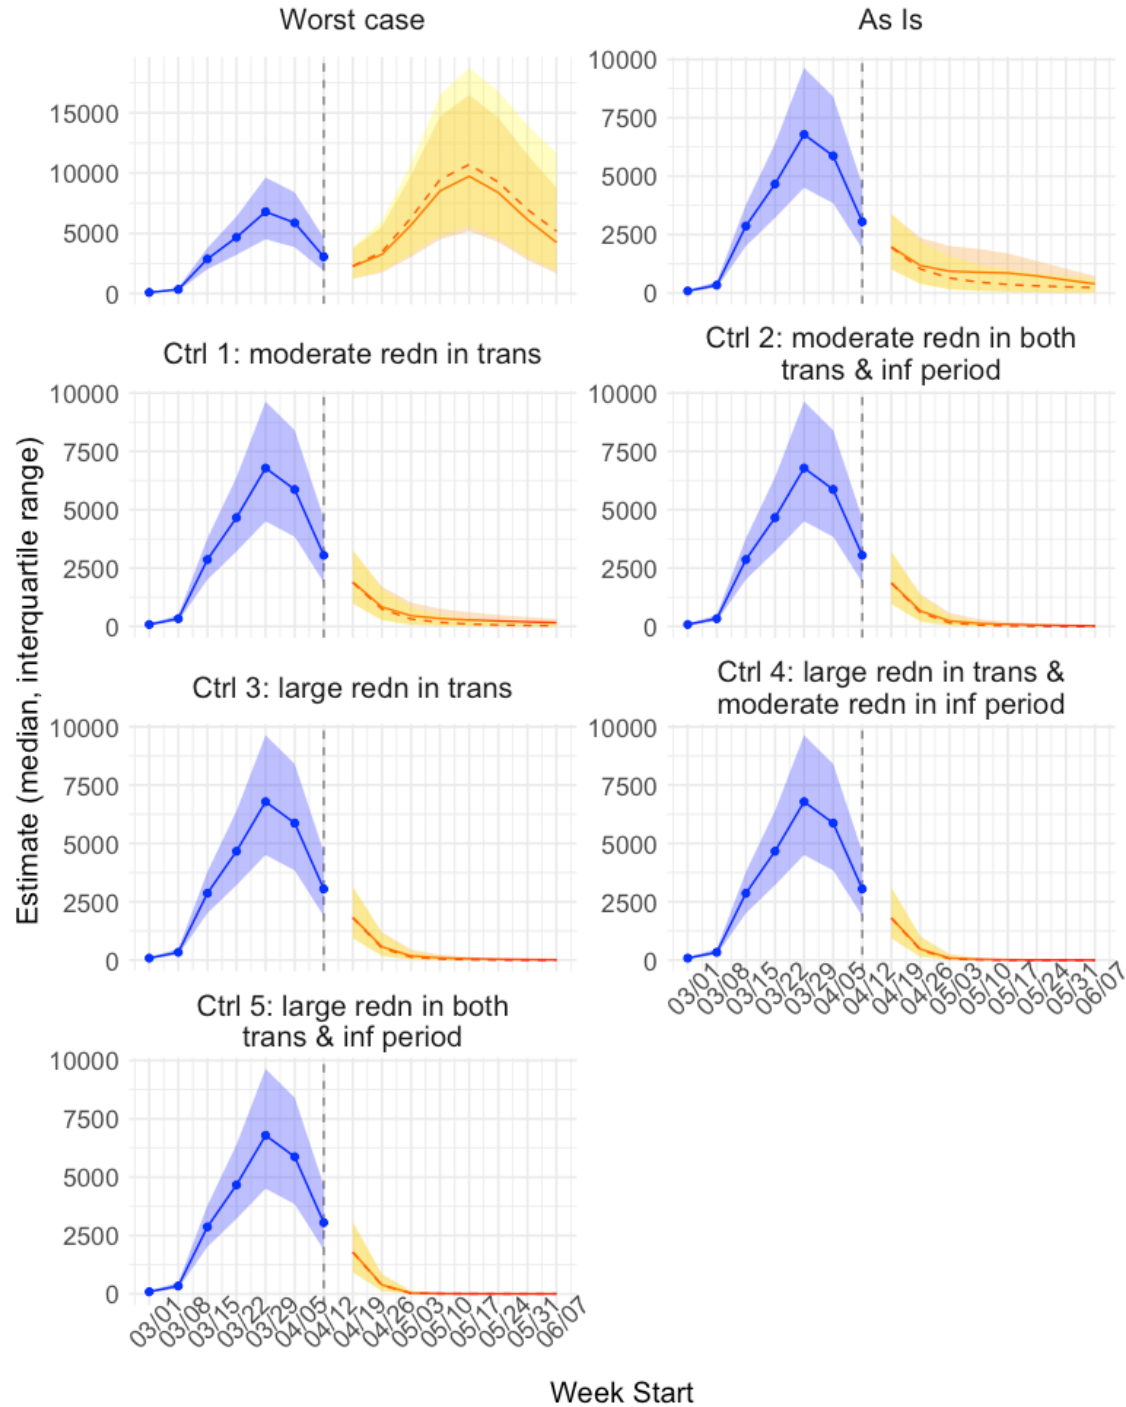 Worst case
As Is
15000
10000
5000
0
10000
7500
5000
2500
0
Ctrl 1: moderate redn in trans
Ctrl 2: moderate redn in both
trans & inf period
10000
7500
5000
2500
0
10000
7500
5000
2500
0
Estimate (median, interquartile range)
Ctrl 3: large redn in trans
Ctrl 4: large redn in trans &
moderate redn in inf period
10000
7500
5000
2500
0
10000
7500
5000
2500
0
03/01 03/08 03/15 03/22 03/29 04/05 04/12 04/19 04/26 05/03 05/10 05/17 05/24 05/31 06/07
Ctrl 5: large redn in both
trans & inf period
10000
7500
5000
2500
0
03/01 03/08 03/15 03/22 03/29 04/05 04/12 04/19 04/26 05/03 05/10 05/17 05/24 05/31 06/07
Week Start